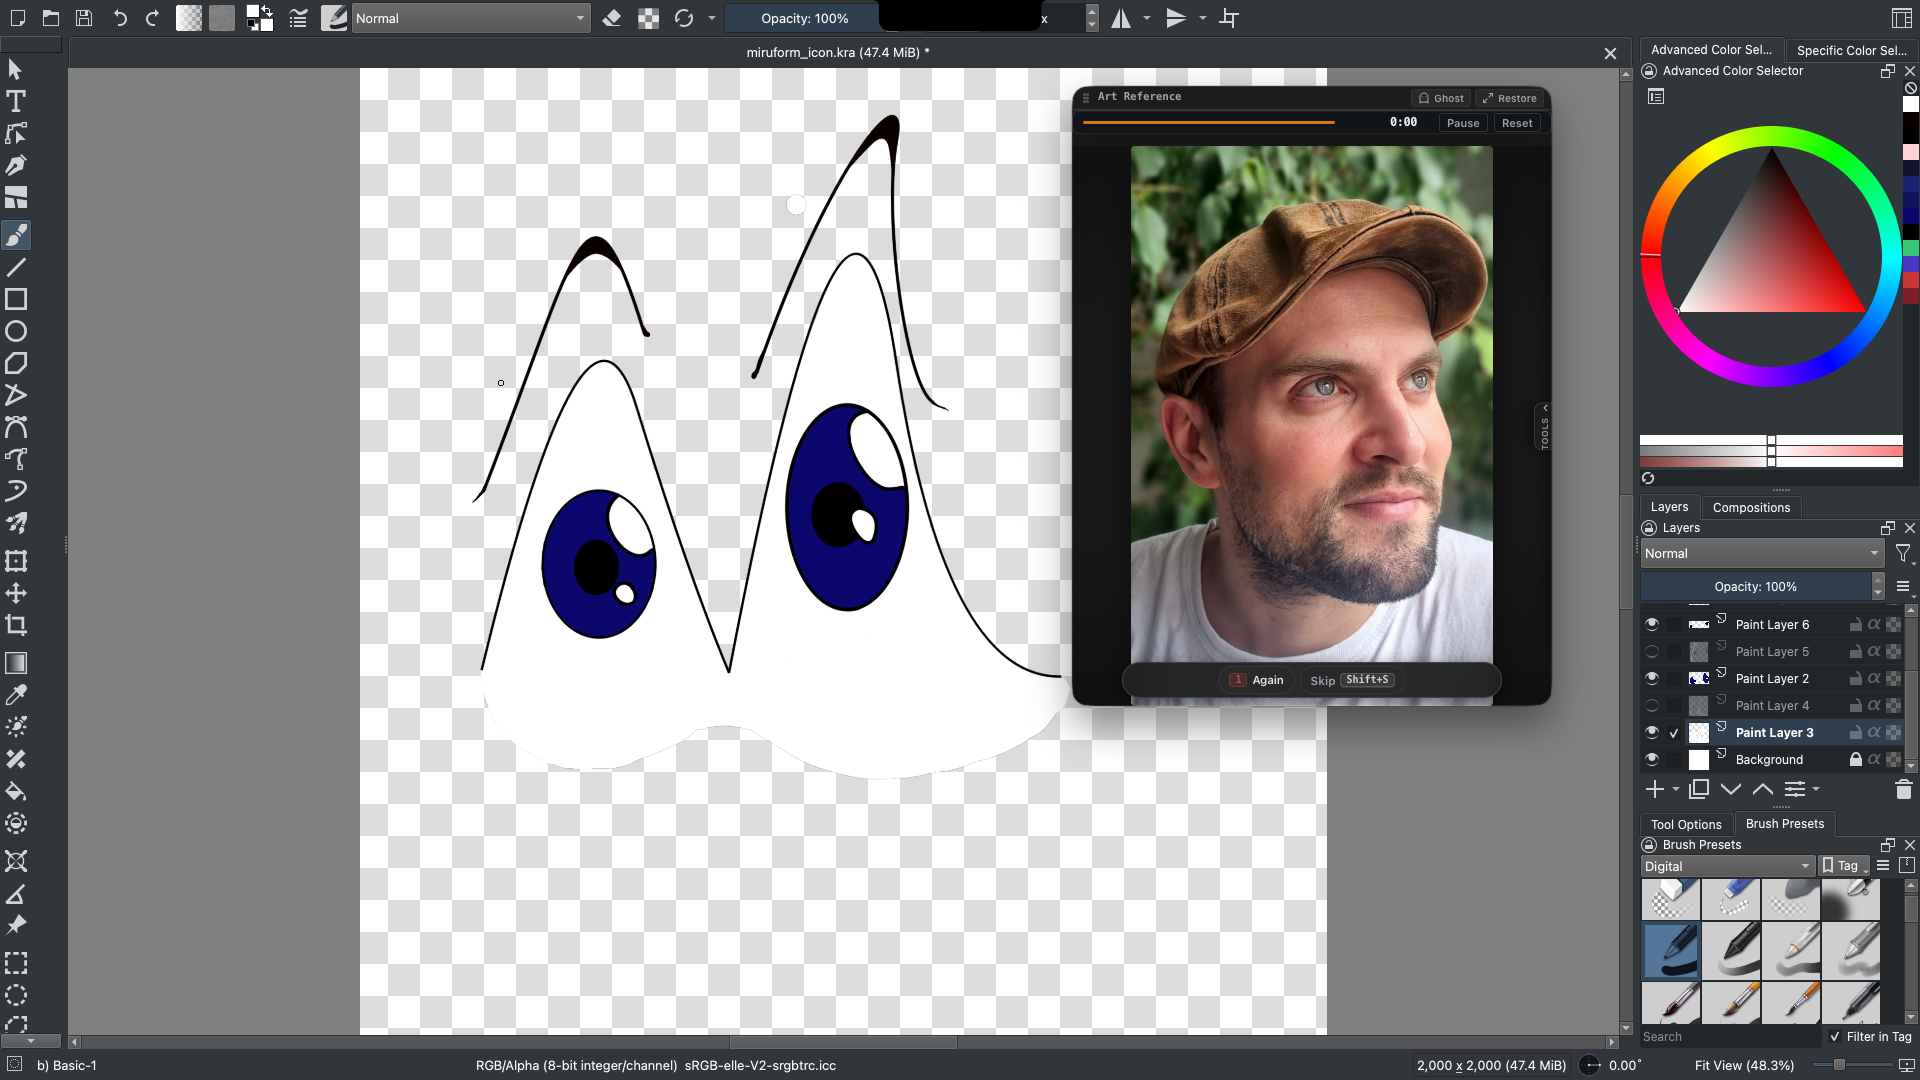 Normal
Opacity: 100%
x
miruform_icon.kra (47.4 MiB) *
Advanced Color Sel...
Specific Color Sel...
Advanced Color Selector
Art Reference
Ghost
Restore
0:00
Pause
Reset
TOOLS
1 Again
Skip Shift+S
Layers
Compositions
Layers
Normal
Opacity: 100%
Paint Layer 6
Paint Layer 5
Paint Layer 2
Paint Layer 4
Paint Layer 3
Background
Tool Options
Brush Presets
Brush Presets
Digital
Tag
Search
Filter in Tag
b) Basic-1
RGB/Alpha (8-bit integer/channel) sRGB-elle-V2-srgbtrc.icc
2,000 x 2,000 (47.4 MiB)
0.00°
Fit View (48.3%)